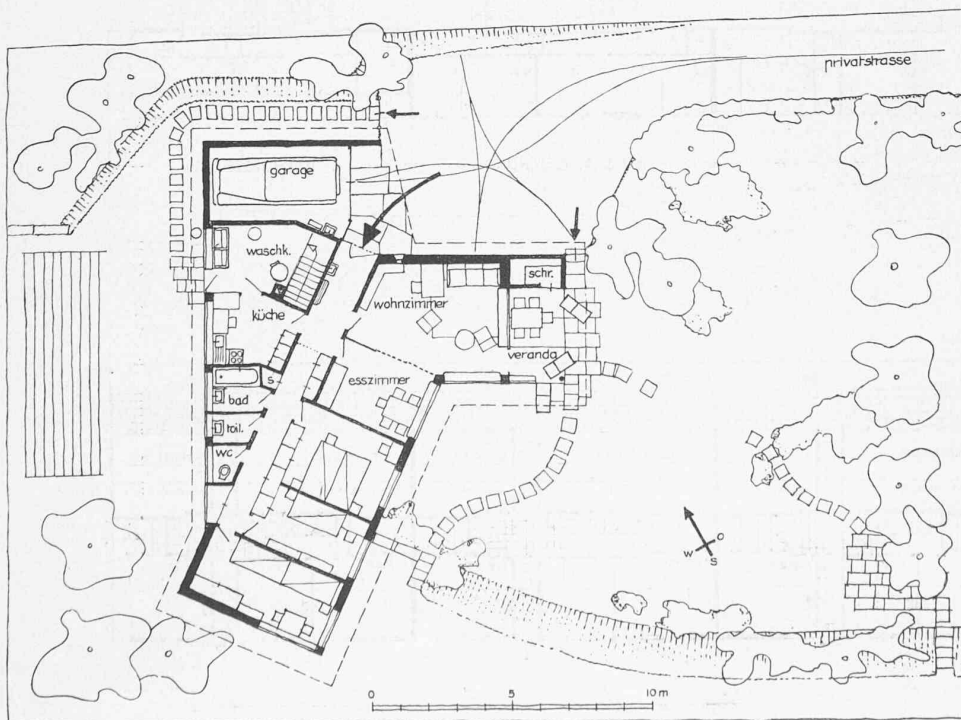 privatstrasse
garage
waschk.
schr.
wohnzimmer
küche
veranda
s
esszimmer
bad
toil.
wc
o
w
s
0 5 10 m